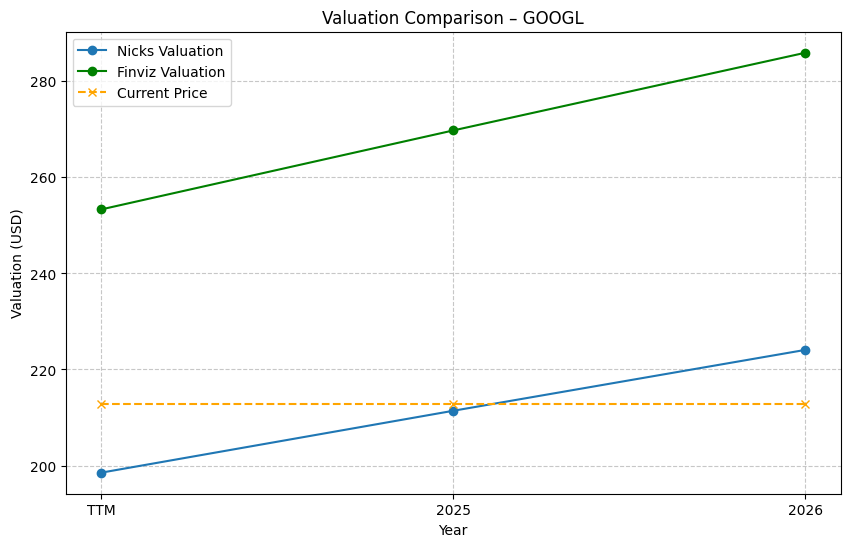 Valuation Comparison – GOOGL
Nicks Valuation
Finviz Valuation
Current Price
Valuation (USD)
280
260
240
220
200
TTM
2025
2026
Year